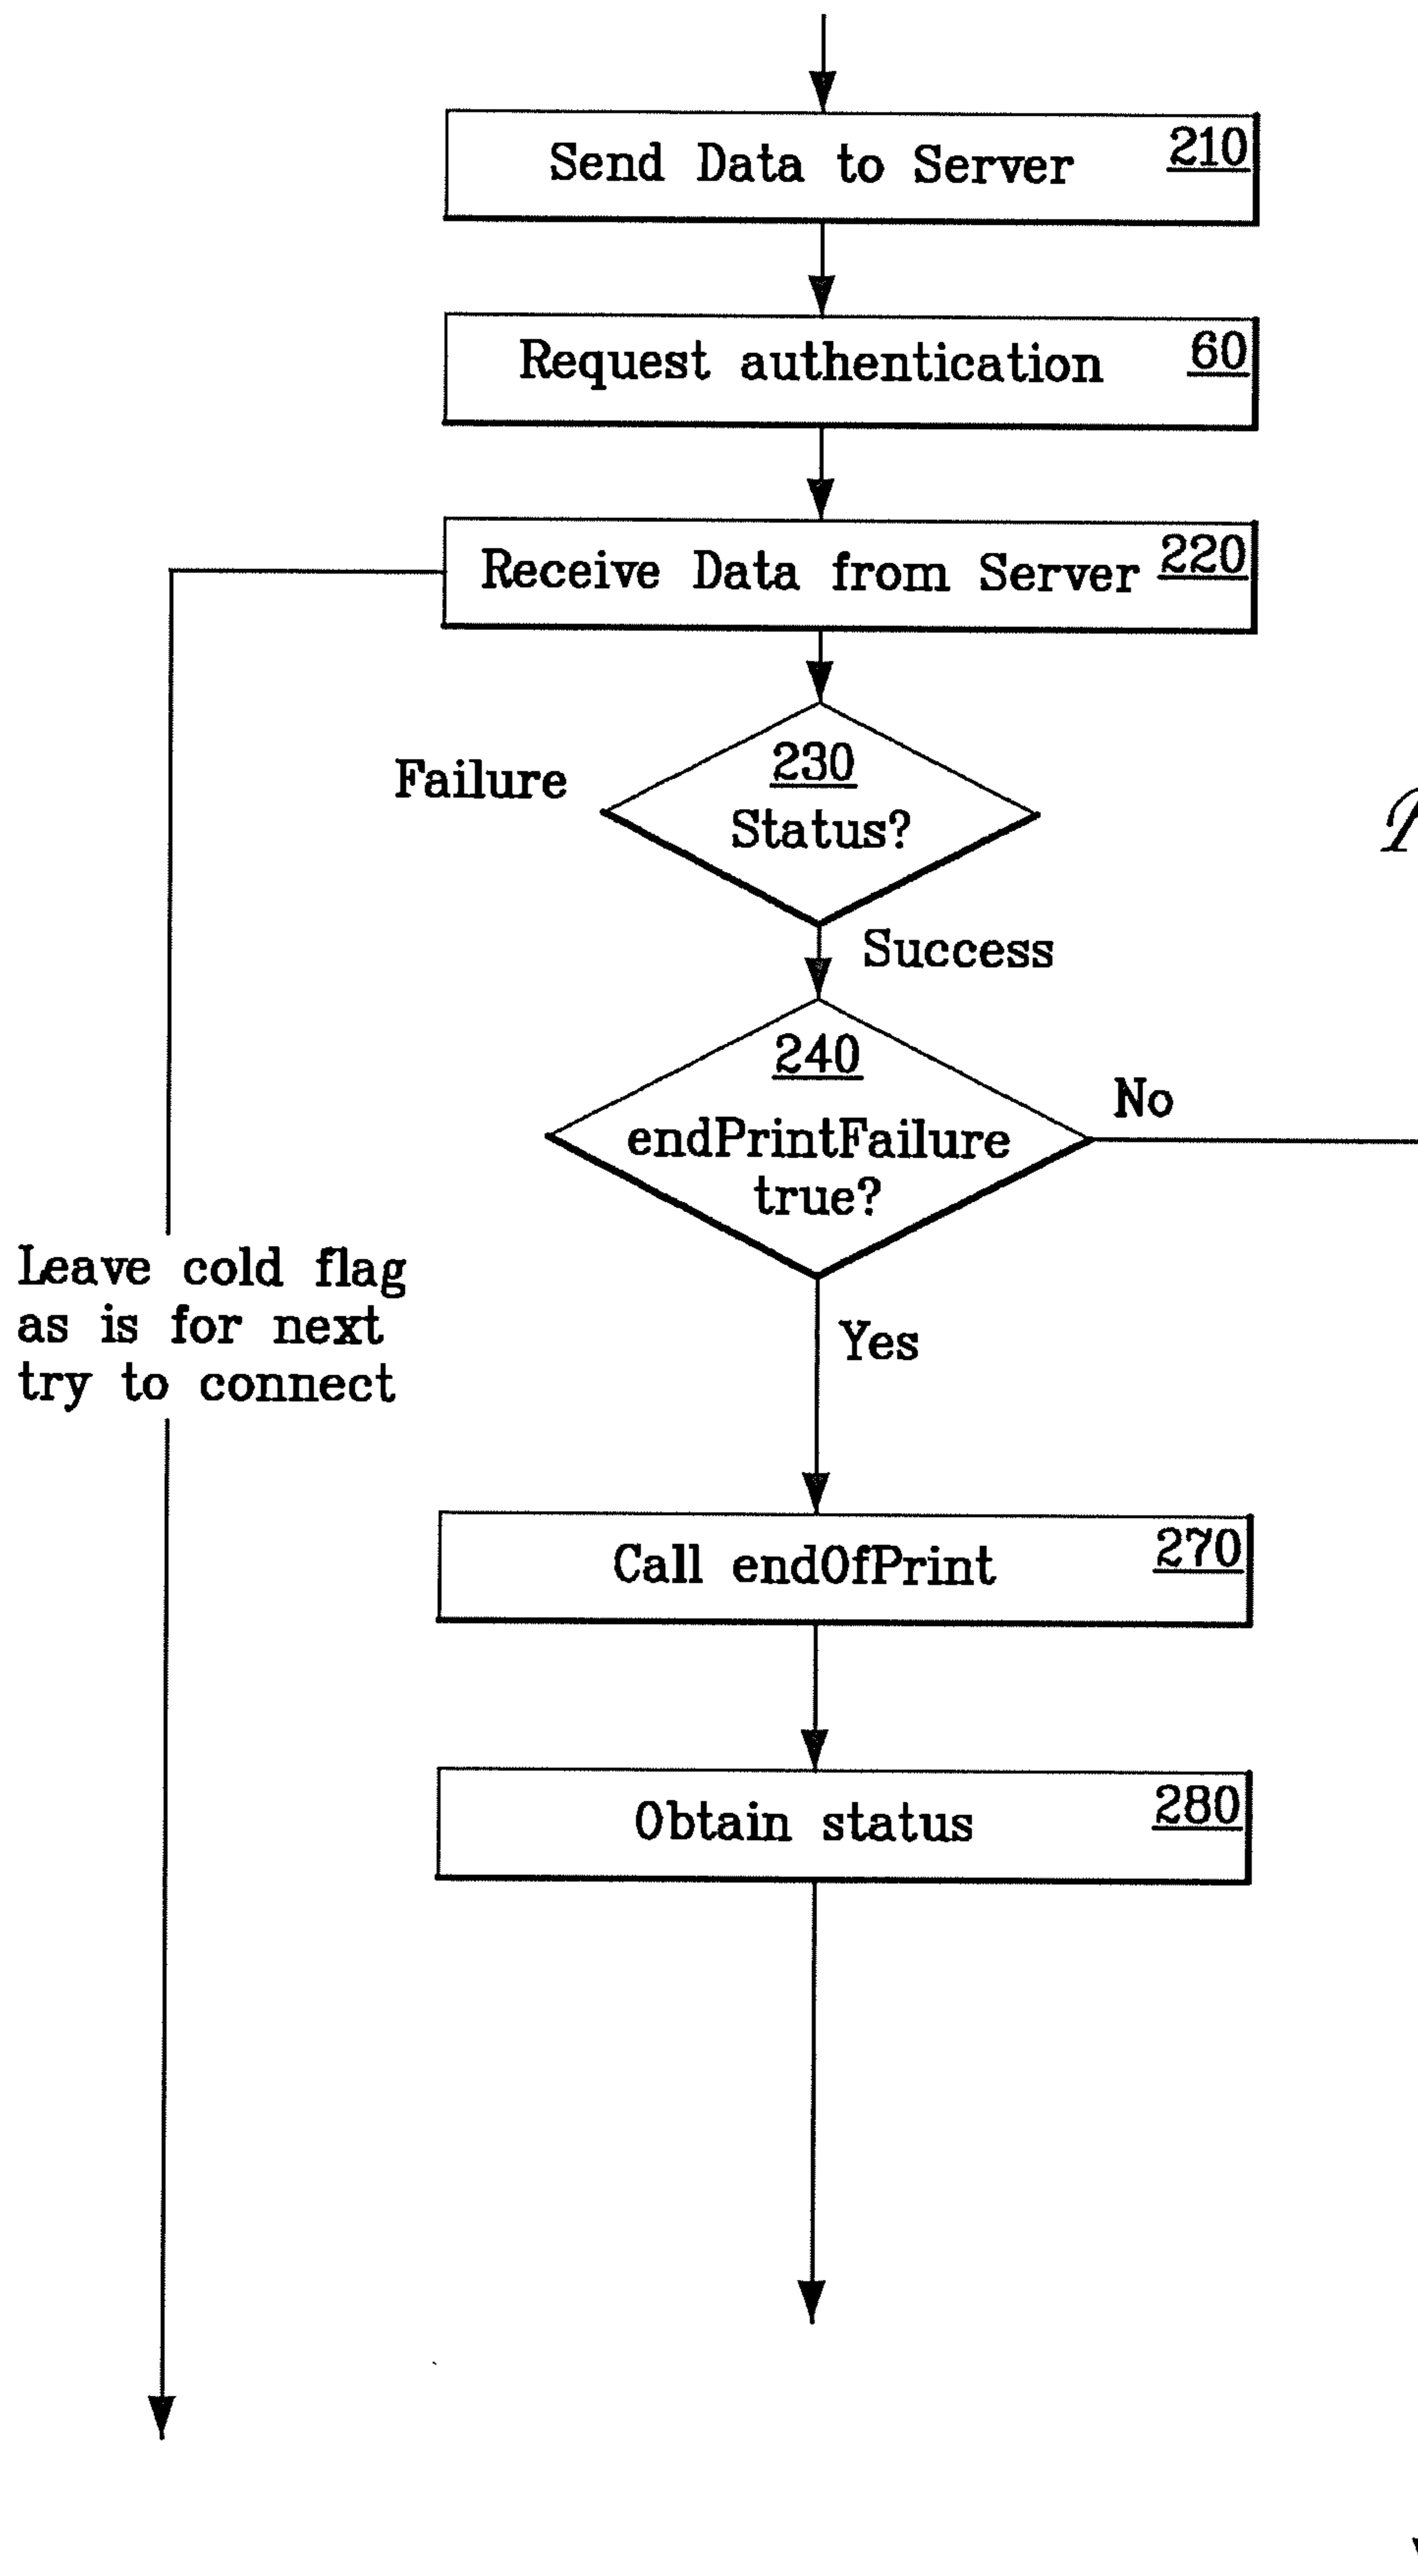 Send Data to Server 210
Request authentication 60
Receive Data from Server 220
Failure
230
Status?
Success
240
endPrintFailure
true?
No
Yes
Leave cold flag
as is for next
try to connect
Call endOfPrint 270
Obtain status 280